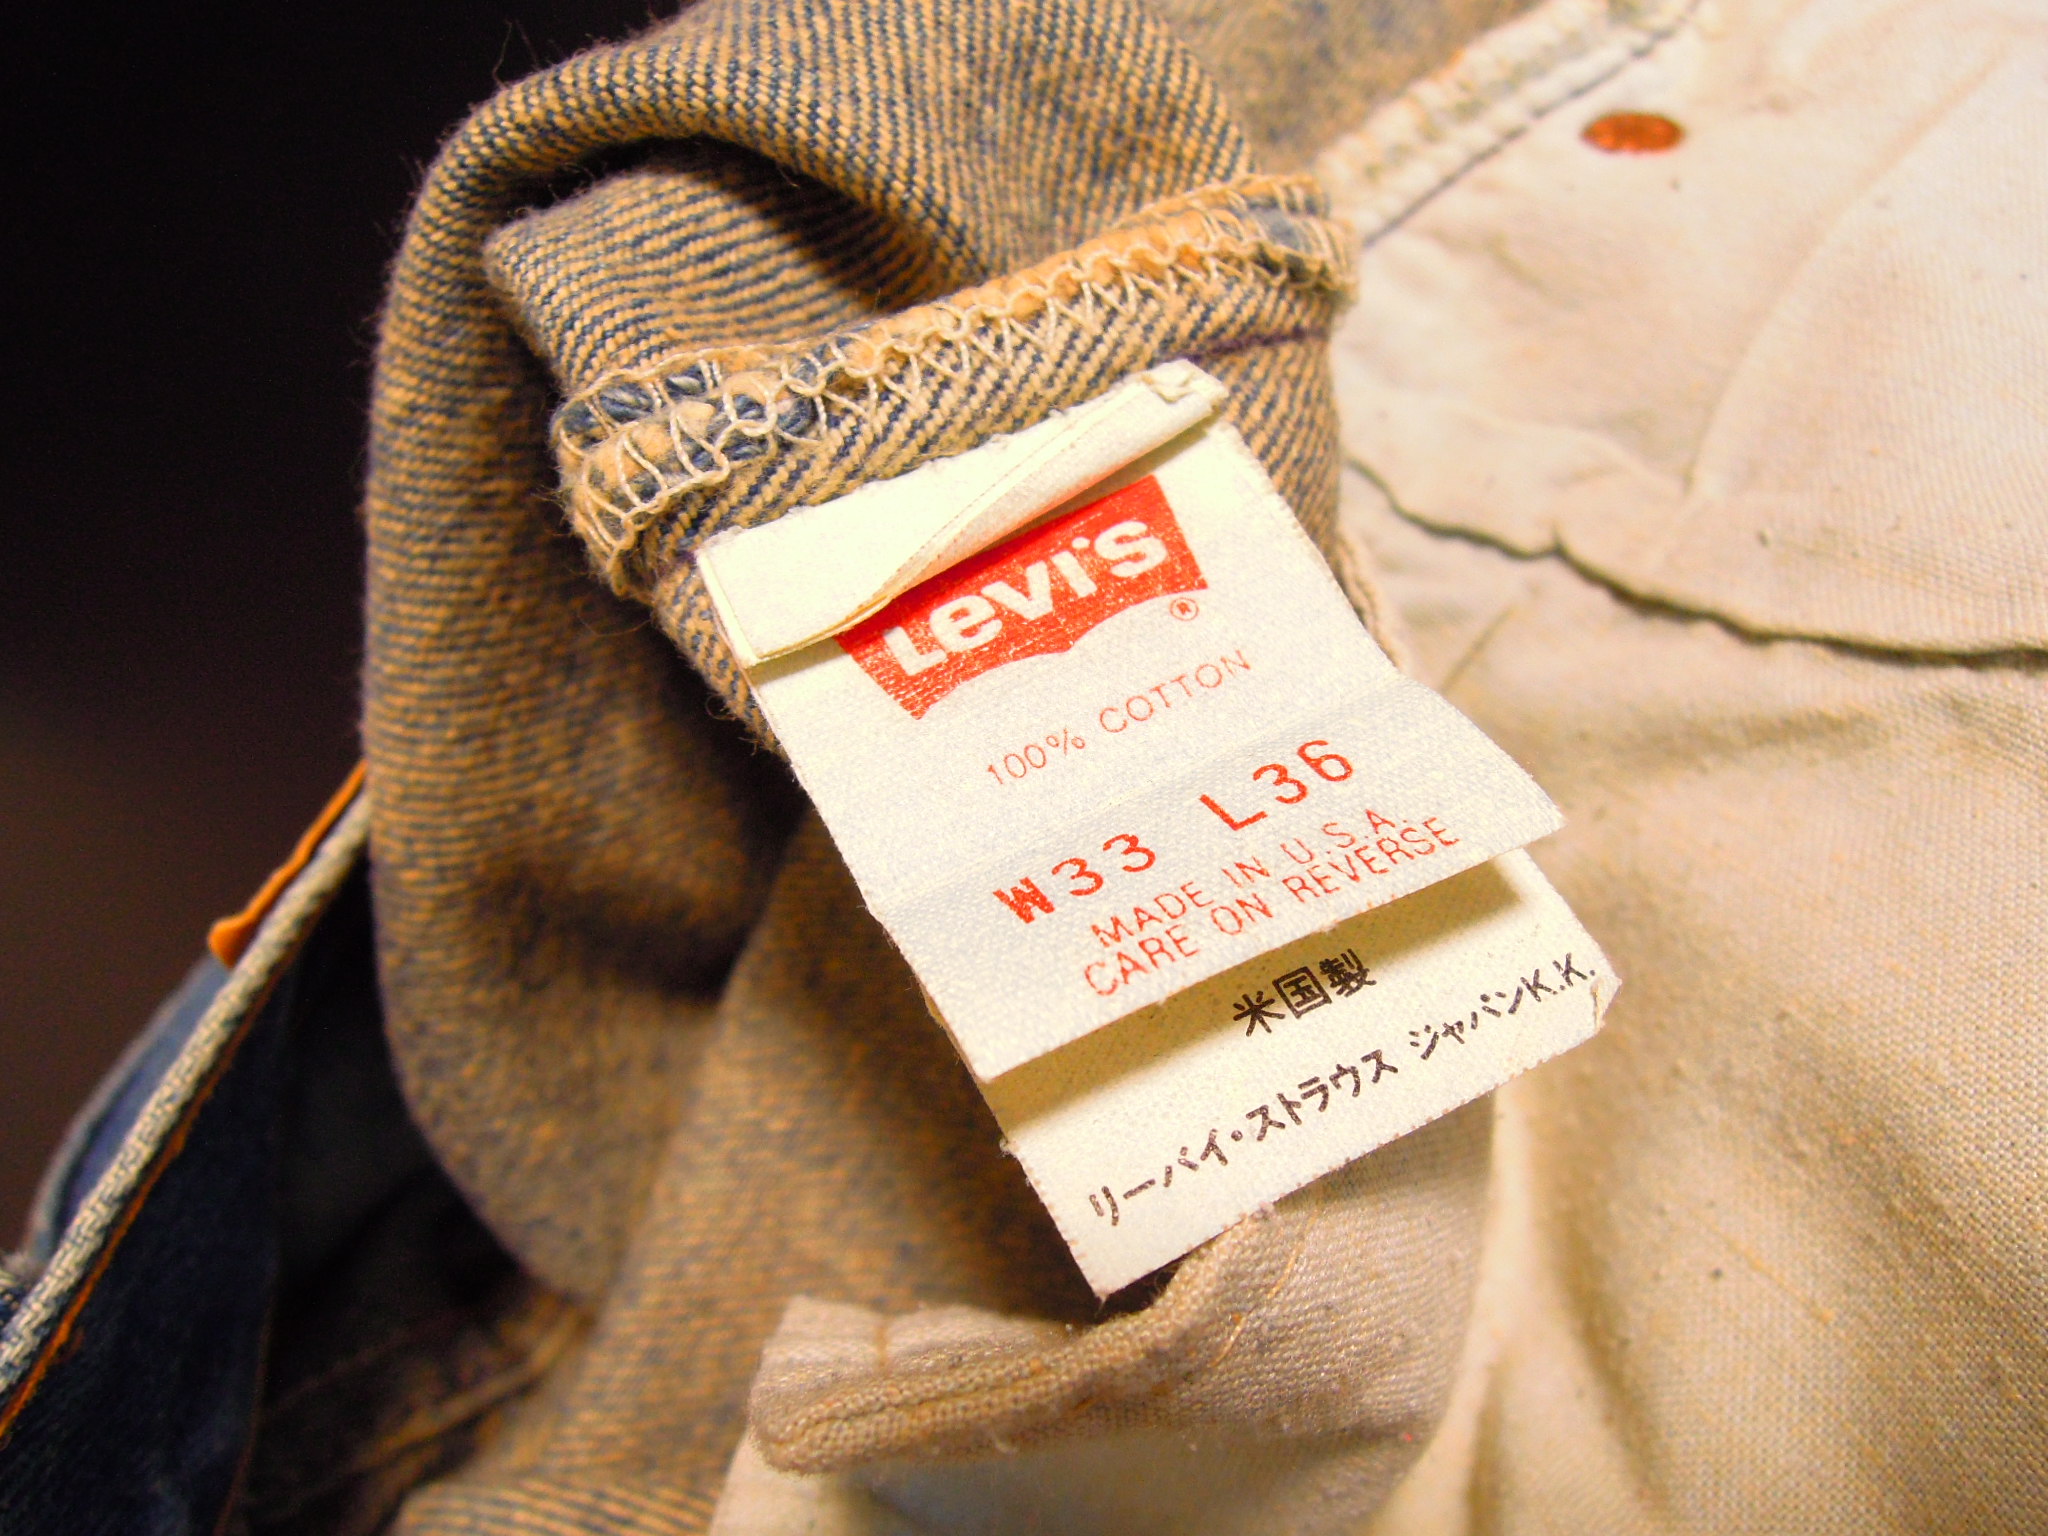 Levi's ®
100% COTTON
W33 L36
MADE IN U.S.A.
CARE ON REVERSE
米国製
リーバイ・ストラウス ジャパンK.K.